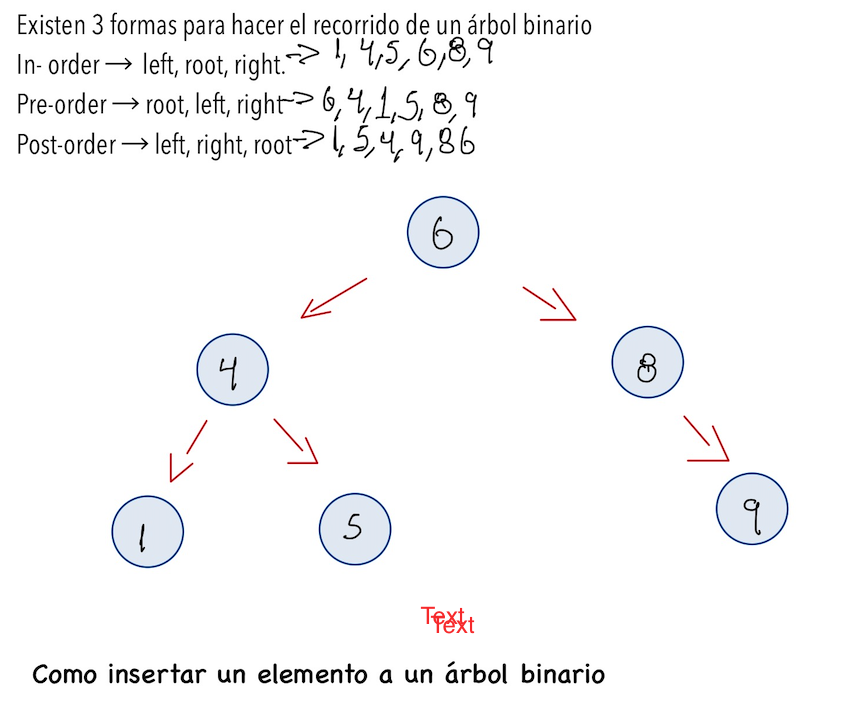 Existen 3 formas para hacer el recorrido de un árbol binario
In- order → left, root, right. -> 1, 4,5, 6,8,9
Pre-order → root, left, right -> 6,4,1,5,8,9
Post-order → left, right, root -> 1,5,4,9,86
6
4
8
1
5
9
Text
Text
Como insertar un elemento a un árbol binario